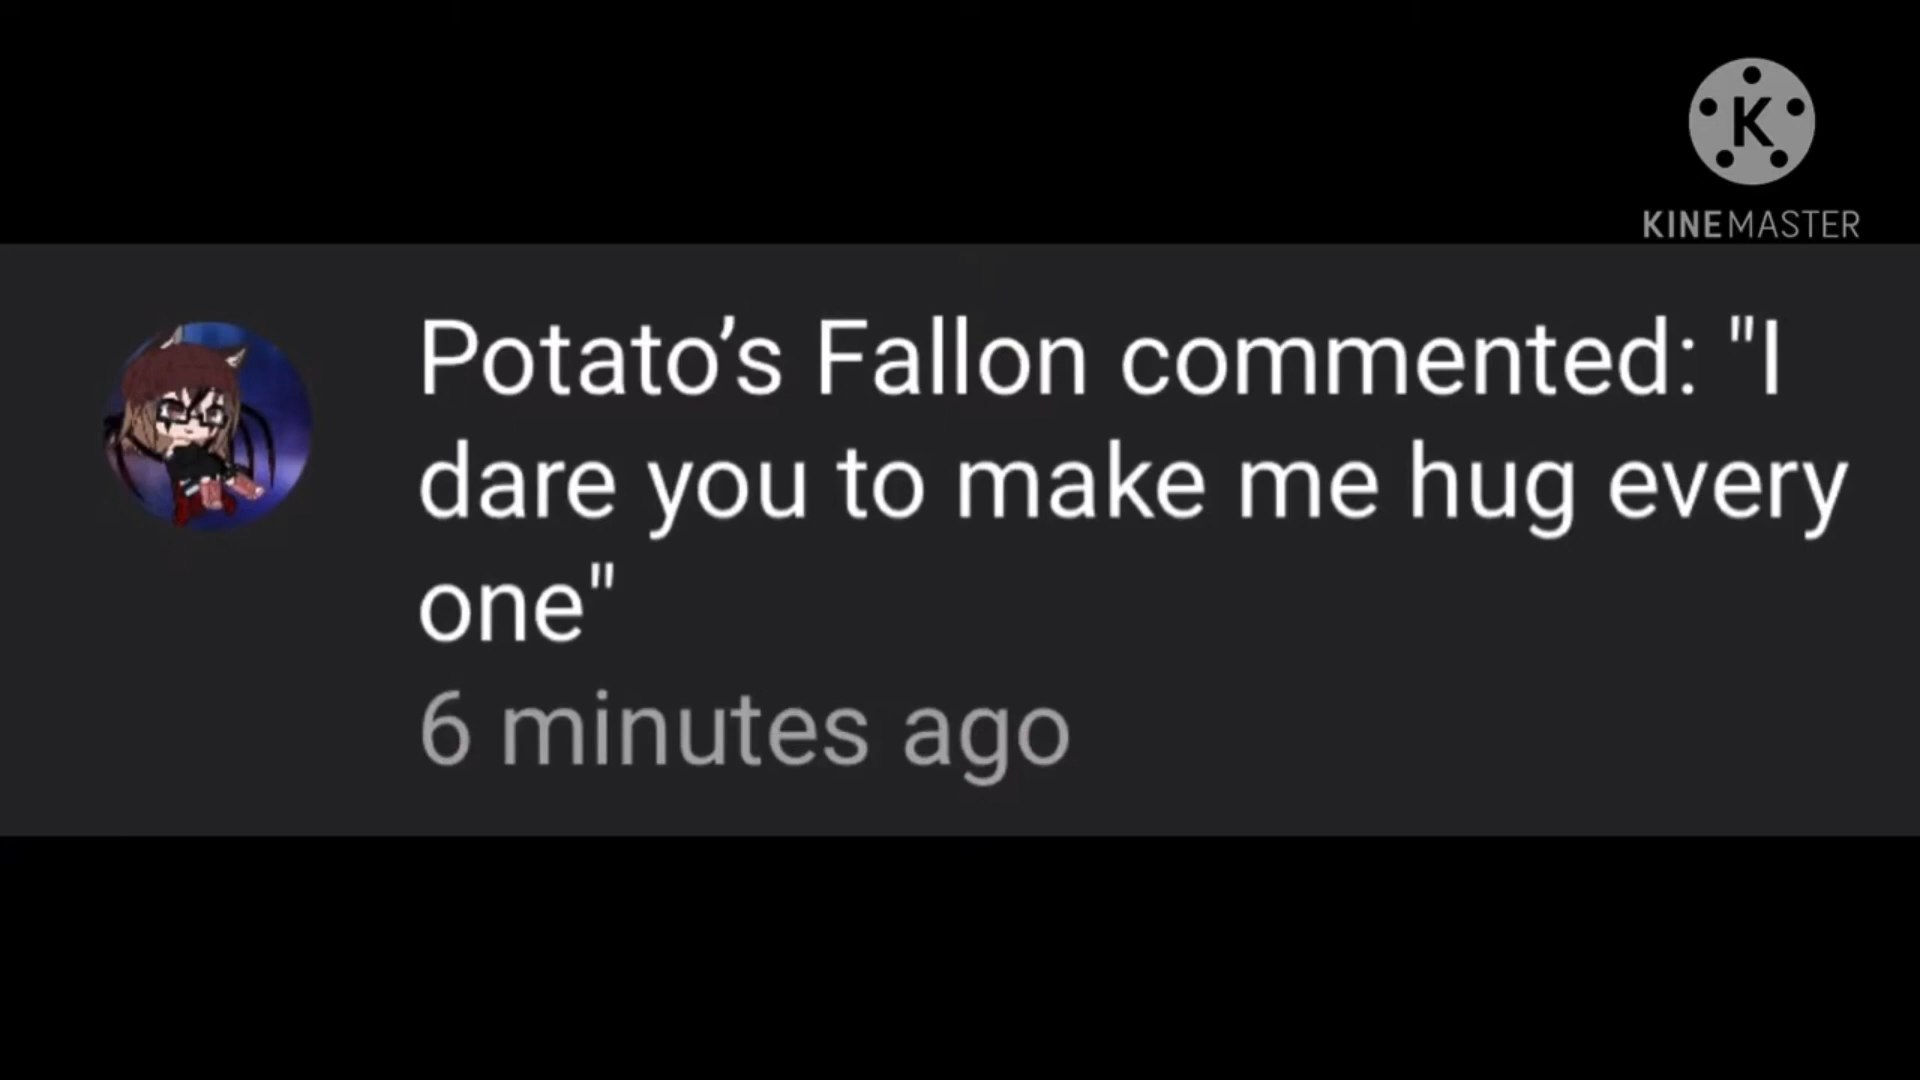 K
KINEMASTER
Potato’s Fallon commented: "I
dare you to make me hug every
one"
6 minutes ago